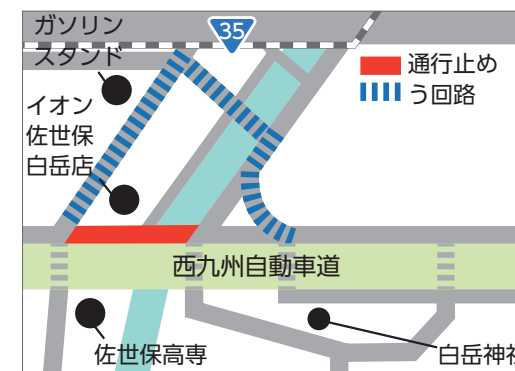 ガソリン
スタンド
35
通行止め
う回路
イオン
佐世保
白岳店
西九州自動車道
佐世保高専
白岳神社